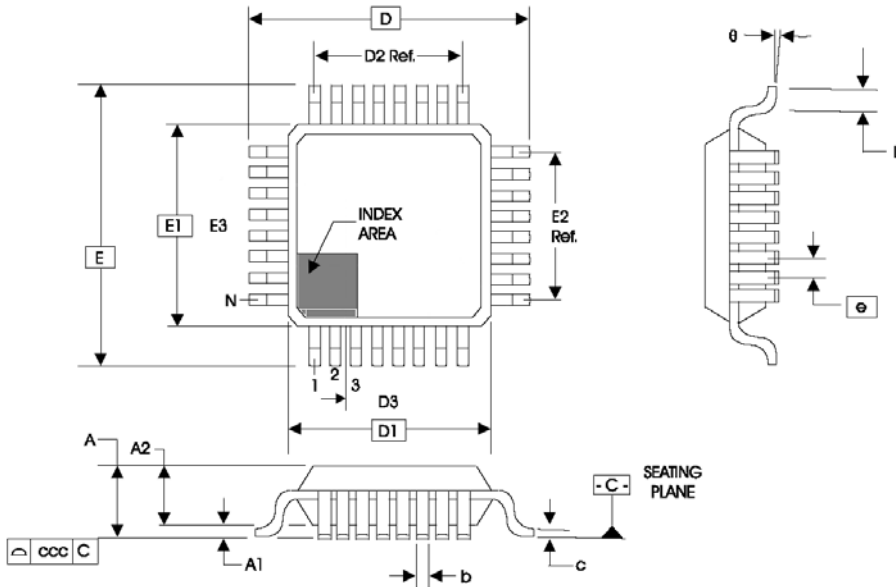 D
D2 Ref.
θ
E1
E3
E
INDEX
AREA
E2
Ref.
N
e
1
2
3
D3
D1
A
A2
SEATING
PLANE
-C-
ccc C
A1
b
c